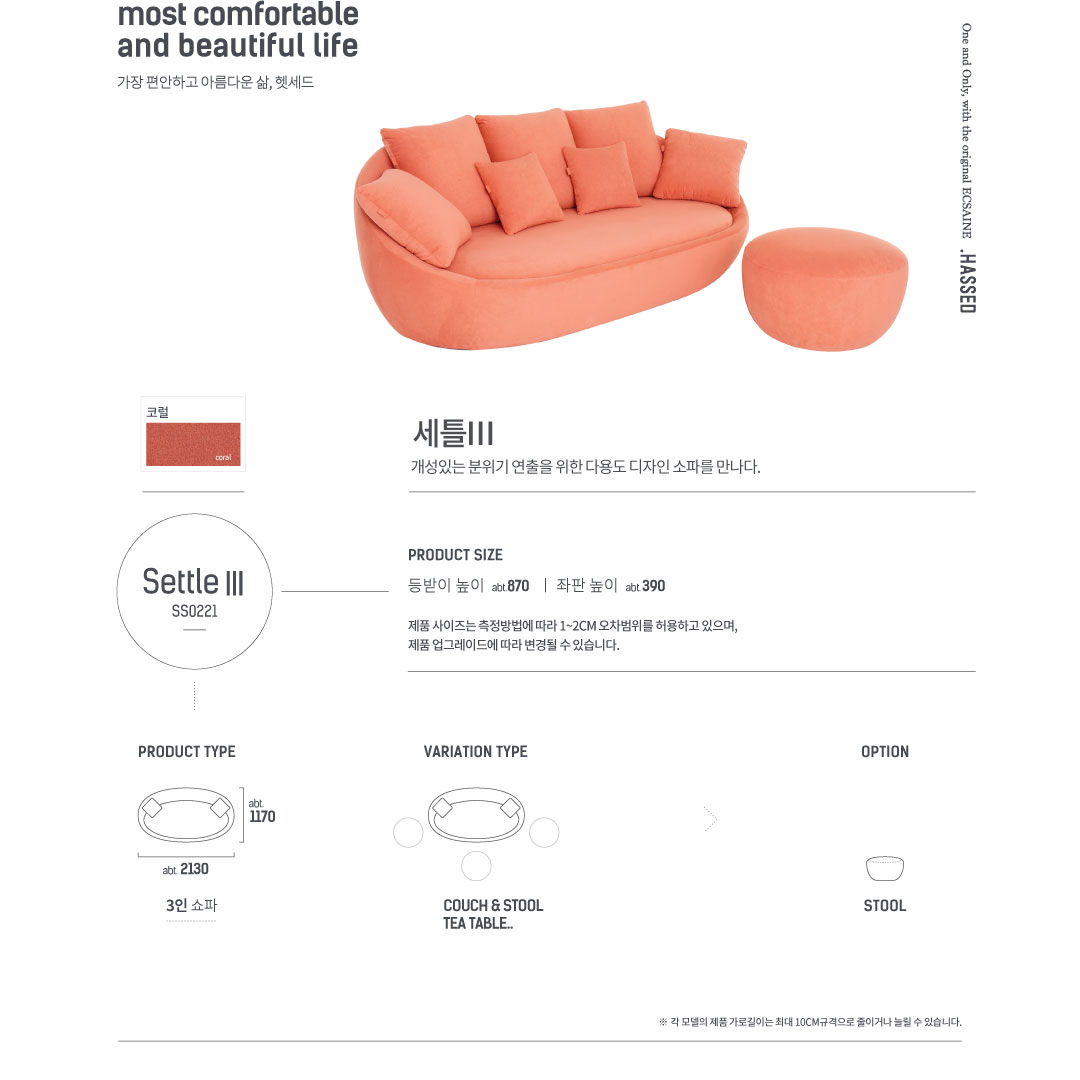 most comfortable
and beautiful life
가장 편안하고 아름다운 삶, 헷세드
One and Only, with the original ECSAINE .HASSED
코럴
coral
세틀III
개성있는 분위기 연출을 위한 다용도 디자인 소파를 만나다.
Settle III
SS0221
PRODUCT SIZE
등받이 높이 abt.870 | 좌판 높이 abt.390
제품 사이즈는 측정방법에 따라 1~2CM 오차범위를 허용하고 있으며,
제품 업그레이드에 따라 변경될 수 있습니다.
PRODUCT TYPE
abt.
1170
abt. 2130
3인 쇼파
VARIATION TYPE
COUCH & STOOL
TEA TABLE..
OPTION
STOOL
※ 각 모델의 제품 가로길이는 최대 10CM규격으로 줄이거나 늘릴 수 있습니다.